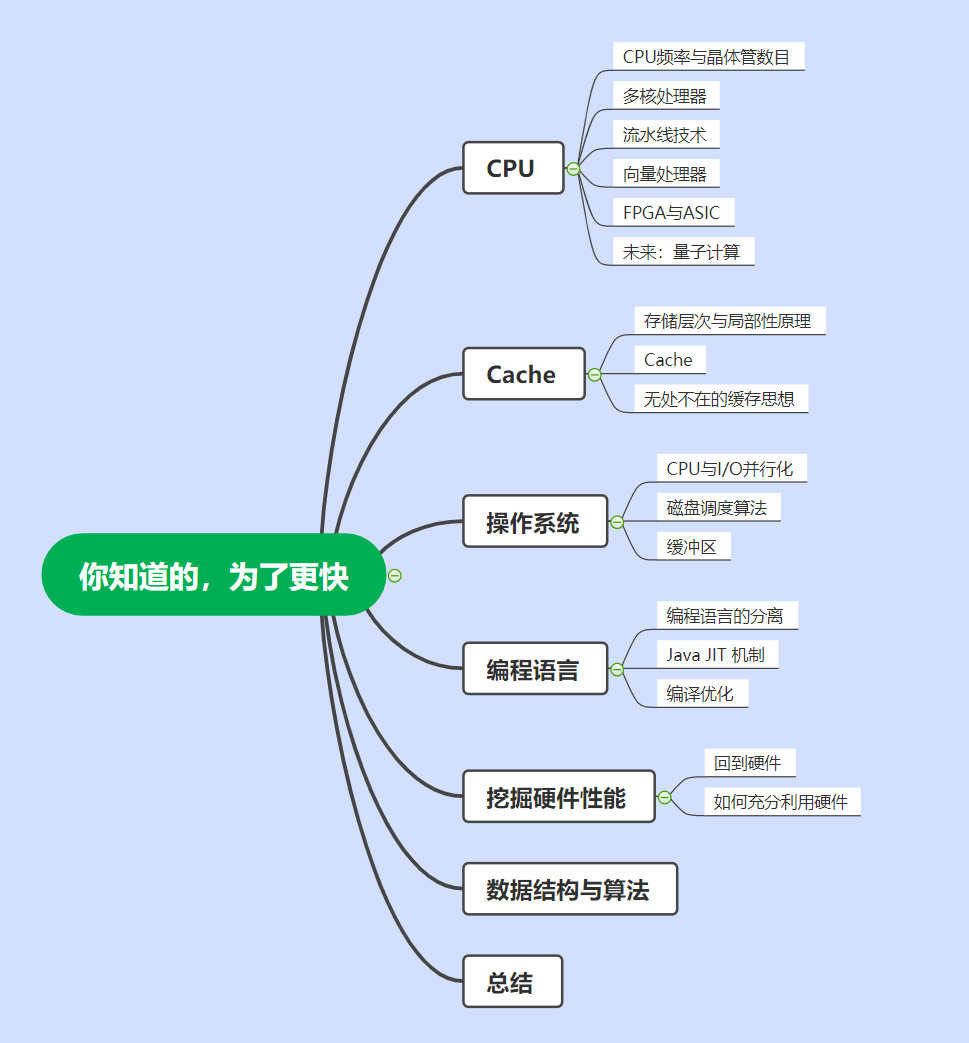 你知道的，为了更快
CPU
CPU频率与晶体管数目
多核处理器
流水线技术
向量处理器
FPGA与ASIC
未来：量子计算
Cache
存储层次与局部性原理
Cache
无处不在的缓存思想
操作系统
CPU与I/O并行化
磁盘调度算法
缓冲区
编程语言
编程语言的分离
Java JIT 机制
编译优化
挖掘硬件性能
回到硬件
如何充分利用硬件
数据结构与算法
总结